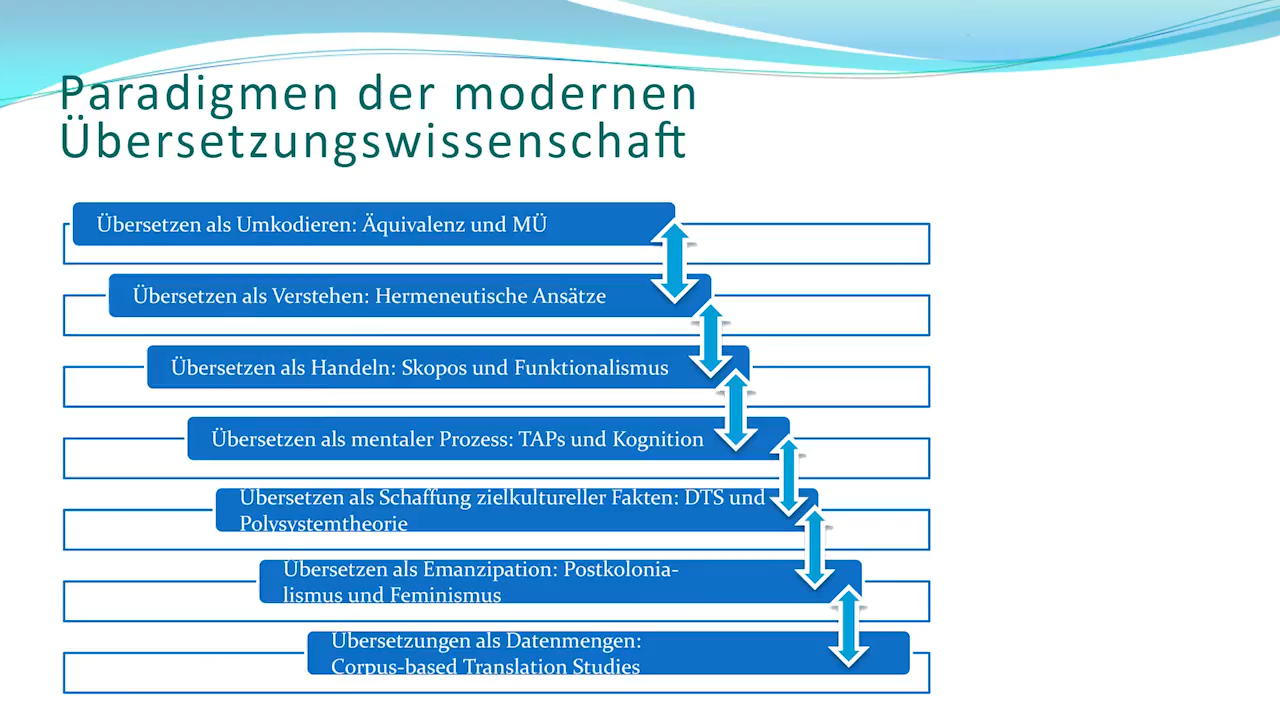 Paradigmen der modernen
Übersetzungswissenschaft
Übersetzen als Umkodieren: Äquivalenz und MÜ
Übersetzen als Verstehen: Hermeneutische Ansätze
Übersetzen als Handeln: Skopos und Funktionalismus
Übersetzen als mentaler Prozess: TAPs und Kognition
Übersetzen als Schaffung zielkultureller Fakten: DTS und
Polysystemtheorie
Übersetzen als Emanzipation: Postkolonia-
lismus und Feminismus
Übersetzungen als Datenmengen:
Corpus-based Translation Studies